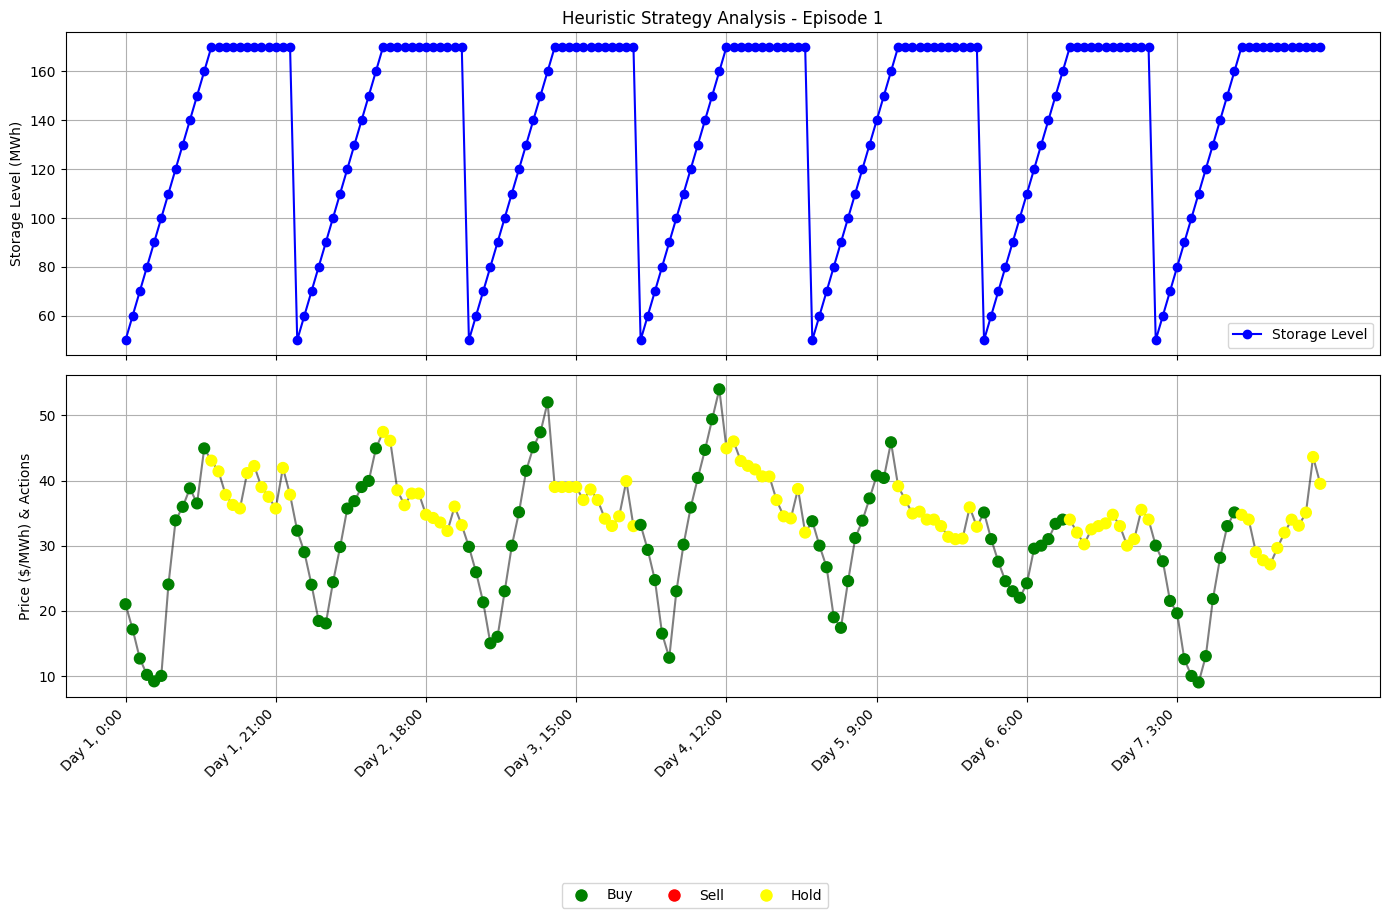 Heuristic Strategy Analysis - Episode 1
Storage Level (MWh)
160
140
120
100
80
60
Storage Level
Price ($/MWh) & Actions
50
40
30
20
10
Day 1, 0:00
Day 1, 21:00
Day 2, 18:00
Day 3, 15:00
Day 4, 12:00
Day 5, 9:00
Day 6, 6:00
Day 7, 3:00
Buy
Sell
Hold